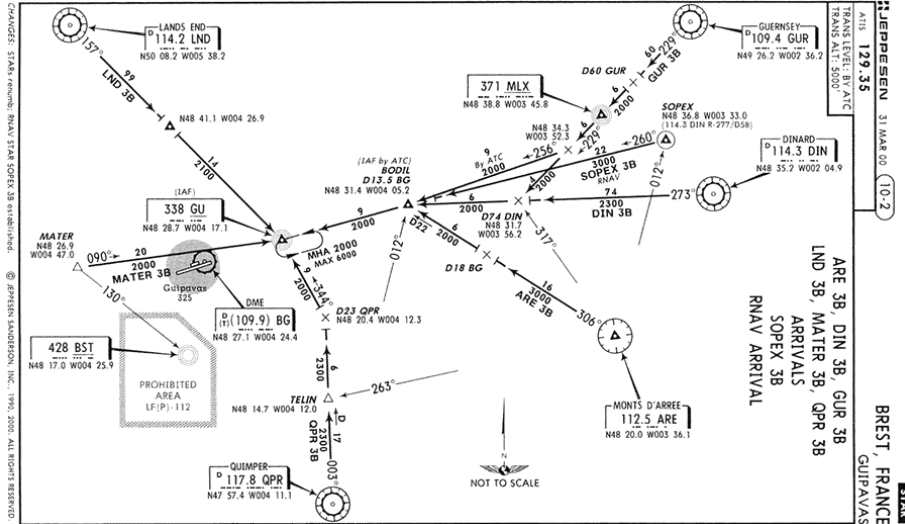 JEPPESEN 31 MAR 00 (10-2)
ATIS 129.35
TRANS LEVEL: BY ATC
TRANS ALT: 5000'
BREST, FRANCE
GUIPAVAS
STAR
ARE 3B, DIN 3B, GUR 3B
LND 3B, MATER 3B, QPR 3B
ARRIVALS
SOPEX 3B
RNAV ARRIVAL
LANDS END
D 114.2 LND
N50 08.2 W005 38.2
157°
99
LND 3B
N48 41.1 W004 26.9
14
2100
GUERNSEY
D 109.4 GUR
N49 26.2 W002 36.2
229°
60
GUR 3B
D60 GUR
6
2000
371 MLX
N48 38.8 W003 45.8
6
229°
N48 34.3
W003 52.3
2000
SOPEX
N48 36.8 W003 33.0
(114.3 DIN R-277/D58)
260°
22
3000
SOPEX 3B
RNAV
012°
256°
9
By ATC
2000
DINARD
D 114.3 DIN
N48 35.2 W002 04.9
273°
74
2300
DIN 3B
(IAF by ATC)
BODIL
D13.5 BG
N48 31.4 W004 05.2
6
2000
D74 DIN
N48 31.7
W003 56.2
317°
D22
6
2000
D18 BG
16
3000
ARE 3B
306°
MONTS D'ARREE
112.5 ARE
N48 20.0 W003 36.1
012°
9
2000
(IAF)
338 GU
N48 28.7 W004 17.1
MHA 2000
MAX 6000
MATER
N48 26.9
W004 47.0
090°
20
2000
MATER 3B
130°
Guipavas
325
DME
D
(T) (109.9) BG
N48 27.1 W004 24.4
428 BST
N48 17.0 W004 25.9
PROHIBITED
AREA
LF(P)-112
344°
9
2000
D23 QPR
N48 20.4 W004 12.3
6
2300
TELIN
N48 14.7 W004 12.0
263°
D
17
2300
QPR 3B
003°
QUIMPER
D 117.8 QPR
N47 57.4 W004 11.1
N
NOT TO SCALE
CHANGES: STARs renumb; RNAV STAR SOPEX 3B established.
© JEPPESEN SANDERSON, INC., 1990, 2000. ALL RIGHTS RESERVED.